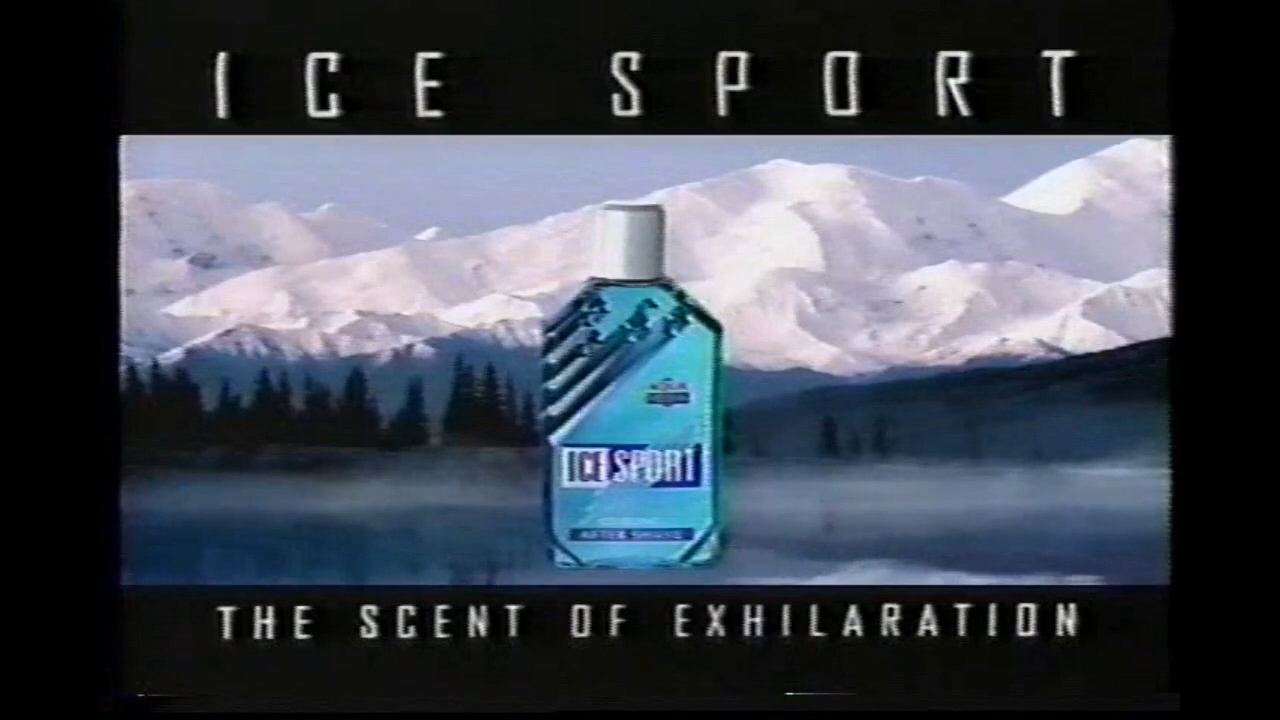 ICE SPORT
ICE SPORT
AFTER SHAVE
THE SCENT OF EXHILARATION